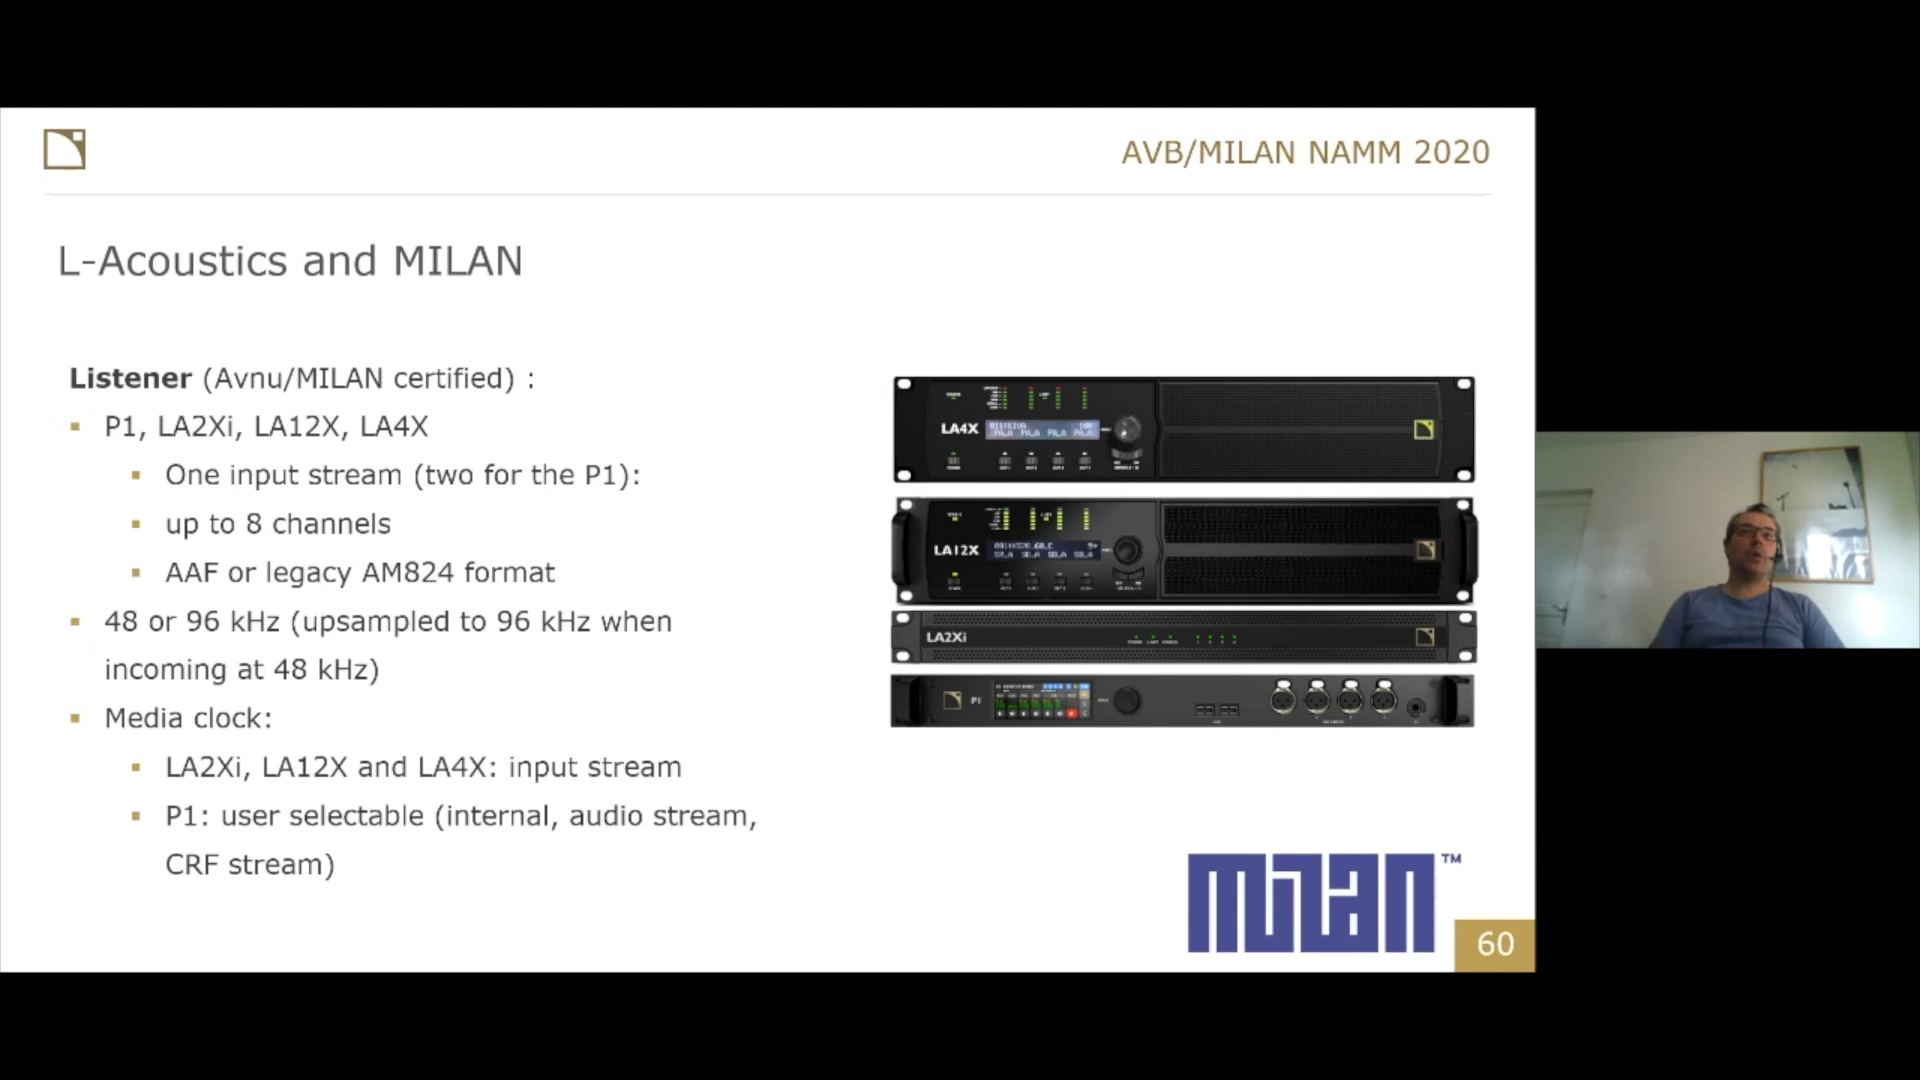 AVB/MILAN NAMM 2020
L-Acoustics and MILAN
Listener (Avnu/MILAN certified) :
▪ P1, LA2Xi, LA12X, LA4X
▪ One input stream (two for the P1):
▪ up to 8 channels
▪ AAF or legacy AM824 format
▪ 48 or 96 kHz (upsampled to 96 kHz when
incoming at 48 kHz)
▪ Media clock:
▪ LA2Xi, LA12X and LA4X: input stream
▪ P1: user selectable (internal, audio stream,
CRF stream)
LA4X
LA12X
LA2Xi
P1
milan™
60